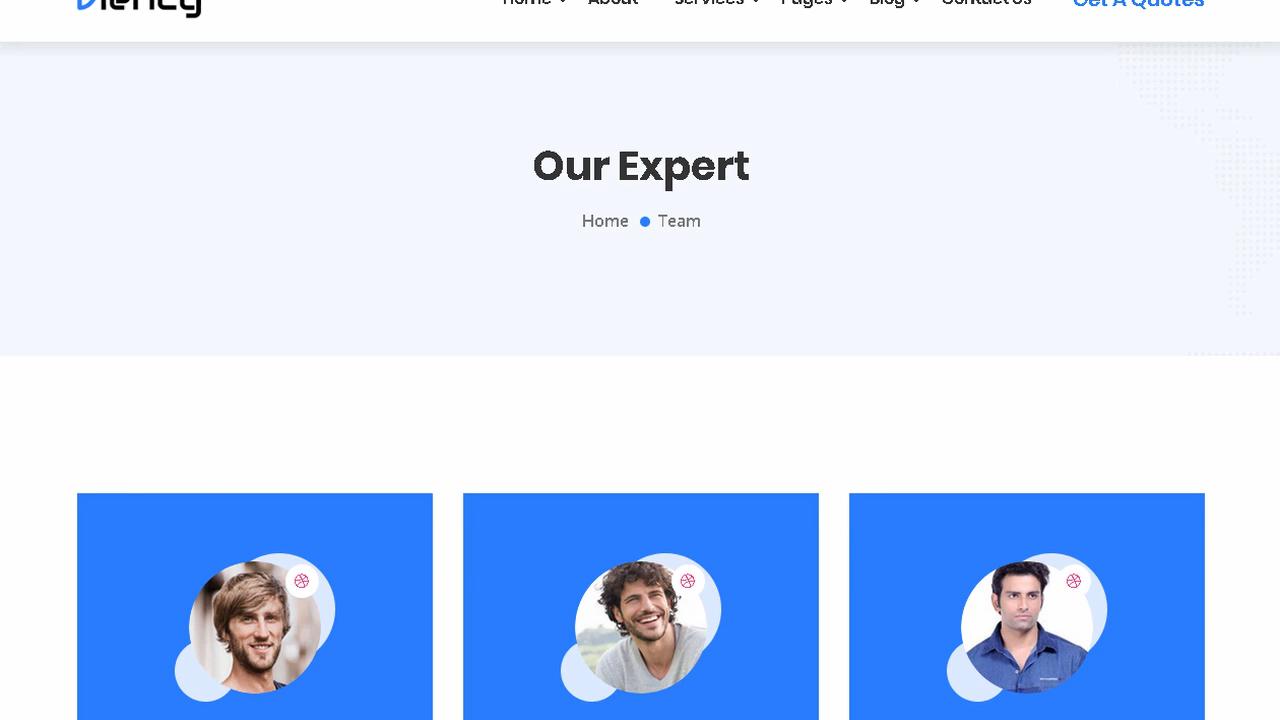 Home About Services Pages Blog Contact Us Get A Quotes
Our Expert
Home Team